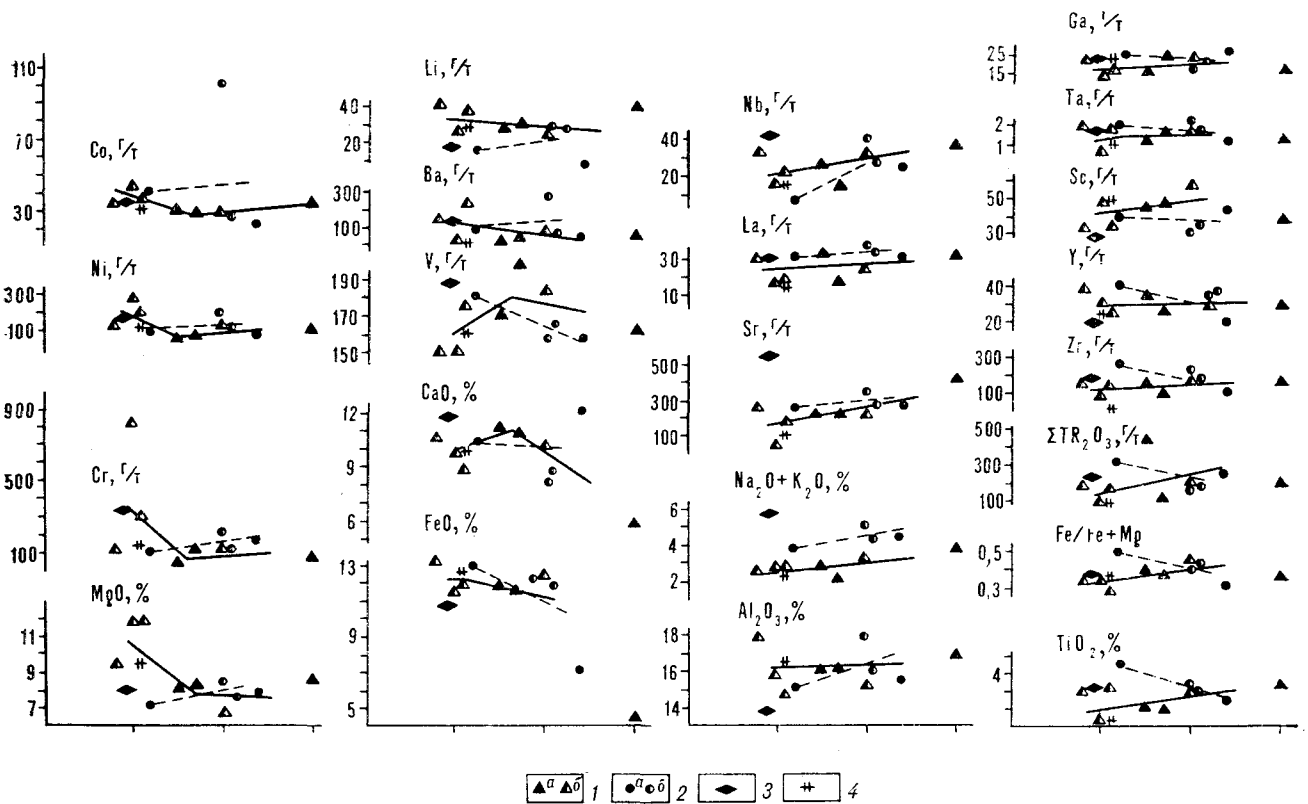 110
70
30
Co, г/т
300
-100
Ni, г/т
900
500
100
Cr, г/т
11
9
8
7
MgO, %
40
20
Li, г/т
300
100
Ba, г/т
190
170
150
V, г/т
12
9
6
CaO, %
13
11
9
7
5
FeO, %
40
20
Nb, г/т
30
10
La, г/т
500
300
100
Sr, г/т
6
4
2
Na₂O + K₂O, %
18
16
14
Al₂O₃, %
25
15
Ga, г/т
2
1
Ta, г/т
50
30
Sc, г/т
40
20
Y, г/т
300
100
Zr, г/т
500
300
100
ΣTR₂O₃, г/т
0,5
0,3
Fe/Fe+Mg
4
TiO₂, %
а б 1
а б 2
3
4